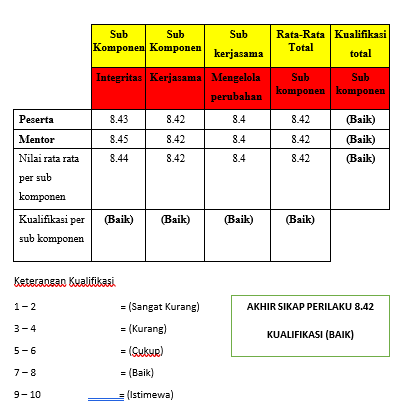 Sub Komponen Sub Komponen Sub kerjasama Rata-Rata Total Kualifikasi total
Integritas Kerjasama Mengelola perubahan Sub komponen Sub komponen
Peserta 8.43 8.42 8.4 8.42 (Baik)
Mentor 8.45 8.42 8.4 8.42 (Baik)
Nilai rata rata per sub komponen 8.44 8.42 8.4 8.42 (Baik)
Kualifikasi per sub komponen (Baik) (Baik) (Baik) (Baik)
Keterangan Kualifikasi
1 – 2 = (Sangat Kurang)
3 – 4 = (Kurang)
5 – 6 = (Cukup)
7 – 8 = (Baik)
9 – 10 = (Istimewa)
AKHIR SIKAP PERILAKU 8.42
KUALIFIKASI (BAIK)